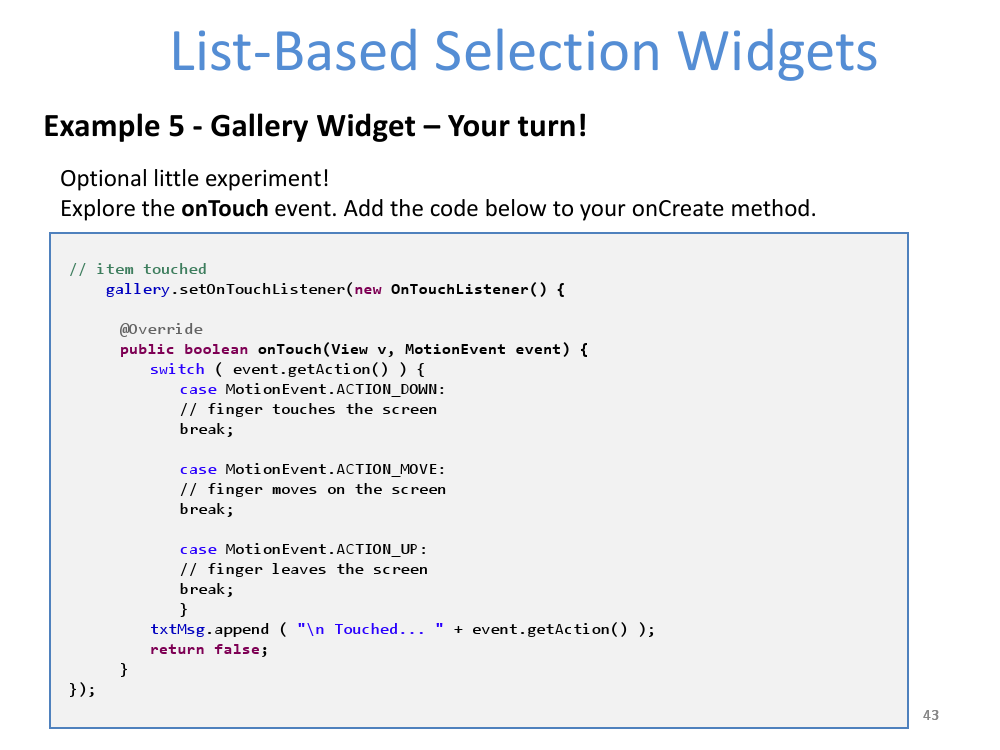 List-Based Selection Widgets
Example 5 - Gallery Widget – Your turn!
Optional little experiment!
Explore the onTouch event. Add the code below to your onCreate method.
// item touched
gallery.setOnTouchListener(new OnTouchListener() {
@Override
public boolean onTouch(View v, MotionEvent event) {
switch ( event.getAction() ) {
case MotionEvent.ACTION_DOWN:
// finger touches the screen
break;
case MotionEvent.ACTION_MOVE:
// finger moves on the screen
break;
case MotionEvent.ACTION_UP:
// finger leaves the screen
break;
}
txtMsg.append ( "\n Touched... " + event.getAction() );
return false;
}
});
43